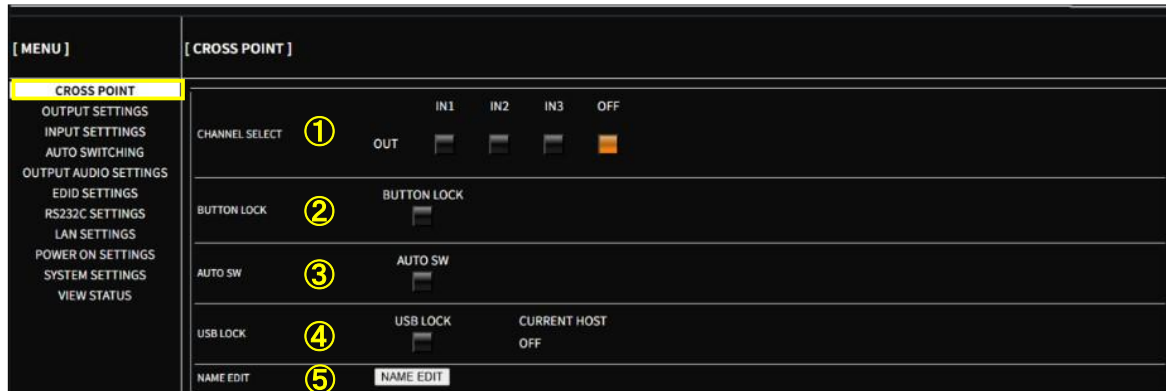 [ MENU ]
[ CROSS POINT ]
CROSS POINT
OUTPUT SETTINGS
INPUT SETTTINGS
AUTO SWITCHING
OUTPUT AUDIO SETTINGS
EDID SETTINGS
RS232C SETTINGS
LAN SETTINGS
POWER ON SETTINGS
SYSTEM SETTINGS
VIEW STATUS
IN1 IN2 IN3 OFF
CHANNEL SELECT ① OUT
BUTTON LOCK
BUTTON LOCK ②
AUTO SW
AUTO SW ③
USB LOCK CURRENT HOST
USB LOCK ④ OFF
NAME EDIT ⑤ NAME EDIT